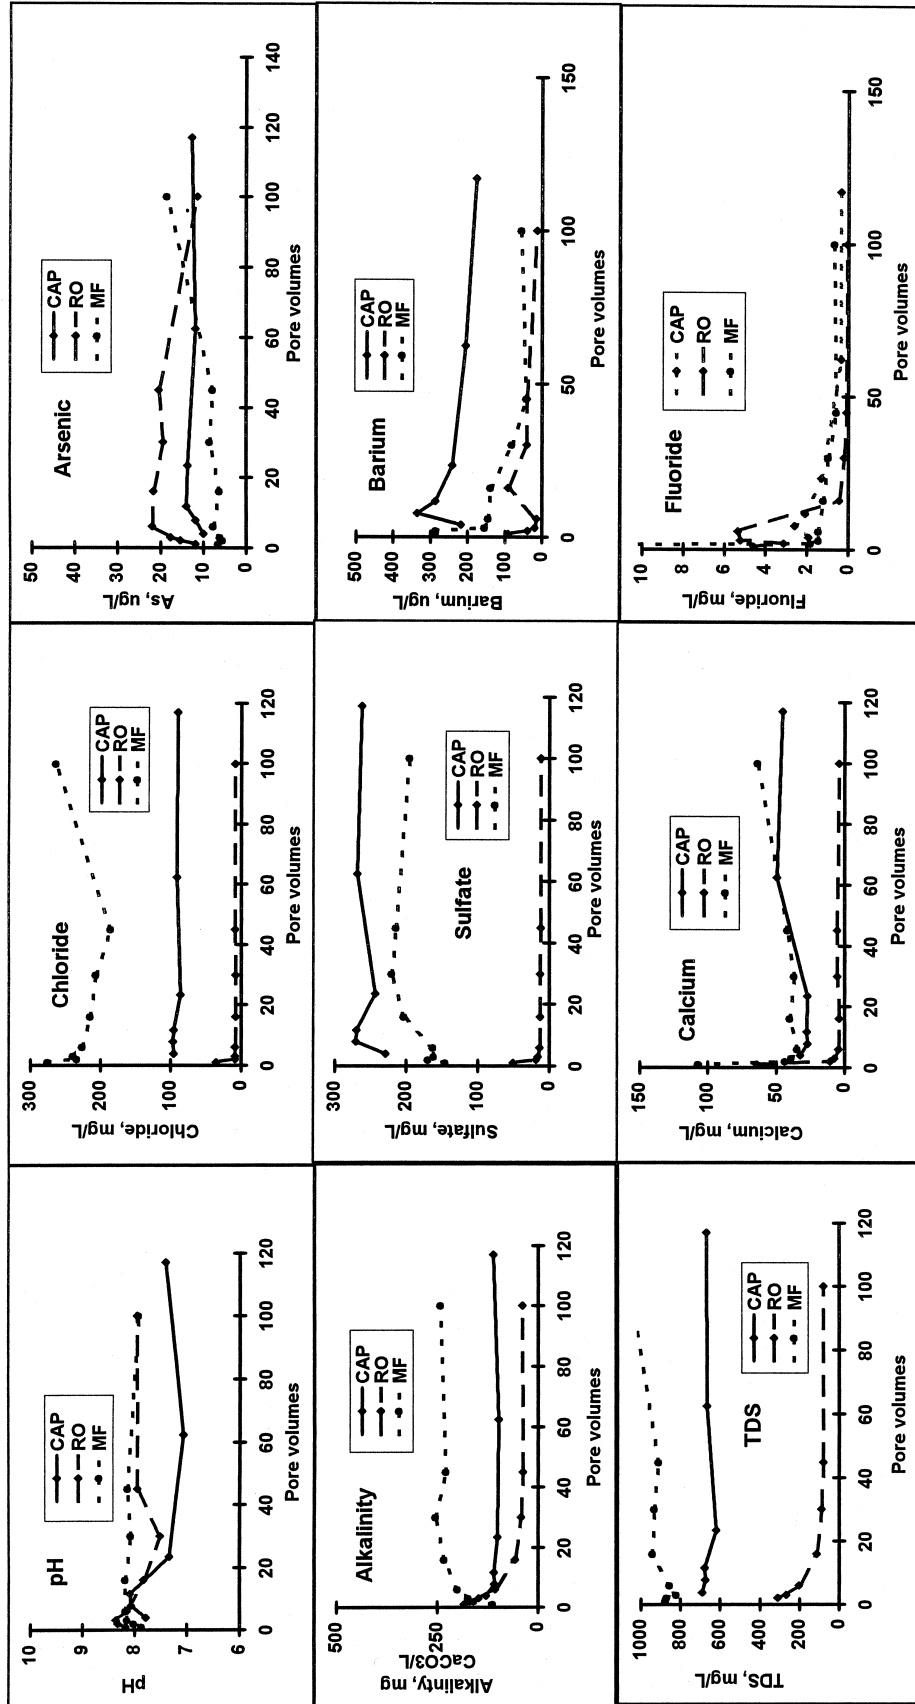 pH
CAP
RO
MF
pH
10
9
8
7
6
0
20
40
60
80
100
120
Pore volumes
Chloride
CAP
RO
MF
Chloride, mg/L
300
200
100
0
0
20
40
60
80
100
120
Pore volumes
Arsenic
CAP
RO
MF
As, ug/L
50
40
30
20
10
0
0
20
40
60
80
100
120
140
Pore volumes
Alkalinity
CAP
RO
MF
Alkalinty, mg
CaCO3/L
500
250
0
0
20
40
60
80
100
120
Pore volumes
Sulfate
CAP
RO
MF
Sulfate, mg/L
300
200
100
0
0
20
40
60
80
100
120
Pore volumes
Barium
CAP
RO
MF
Barium, ug/L
500
400
300
200
100
0
0
50
100
150
Pore volumes
TDS
CAP
RO
MF
TDS, mg/L
1000
800
600
400
200
0
0
20
40
60
80
100
120
Pore volumes
Calcium
CAP
RO
MF
Calcium, mg/L
150
100
50
0
0
20
40
60
80
100
120
Pore volumes
Fluoride
CAP
RO
MF
Fluoride, mg/L
10
8
6
4
2
0
0
50
100
150
Pore volumes